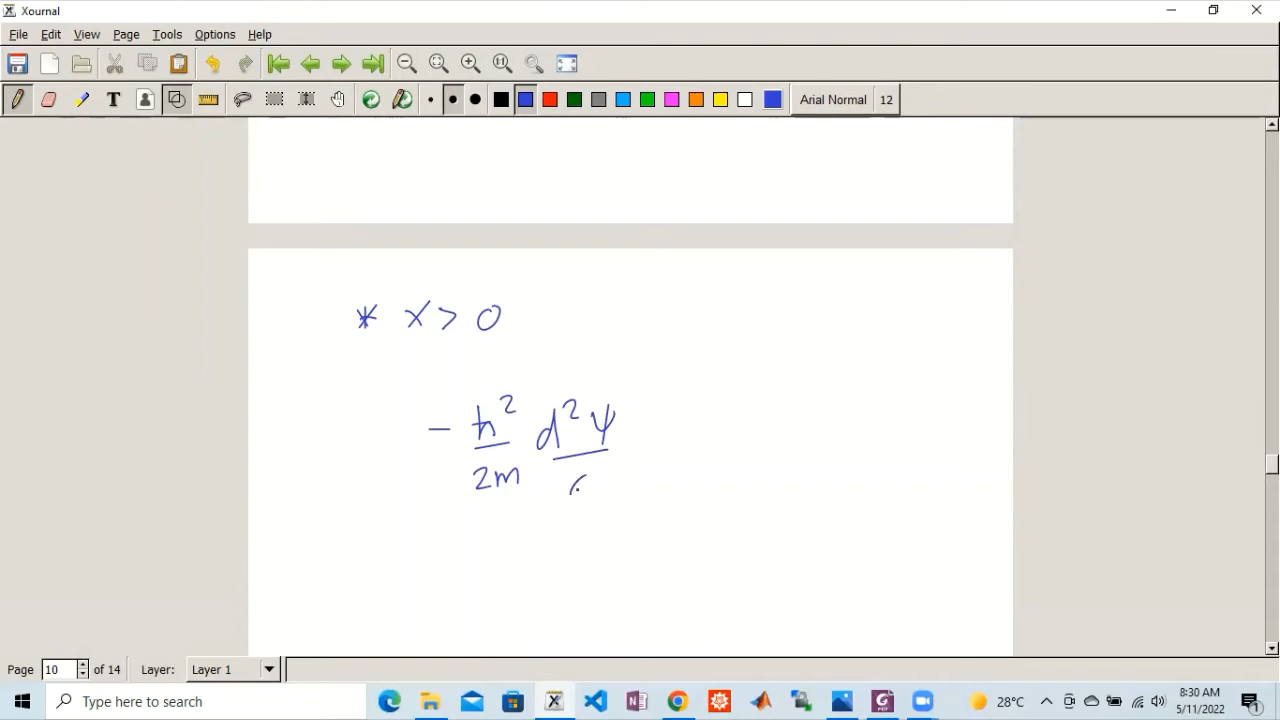 Xournal
File Edit View Page Tools Options Help
Arial Normal 12
* x > 0
- ħ² d²ψ
2m
Page 10 of 14 Layer: Layer 1
Type here to search
28°C
8:30 AM
5/11/2022